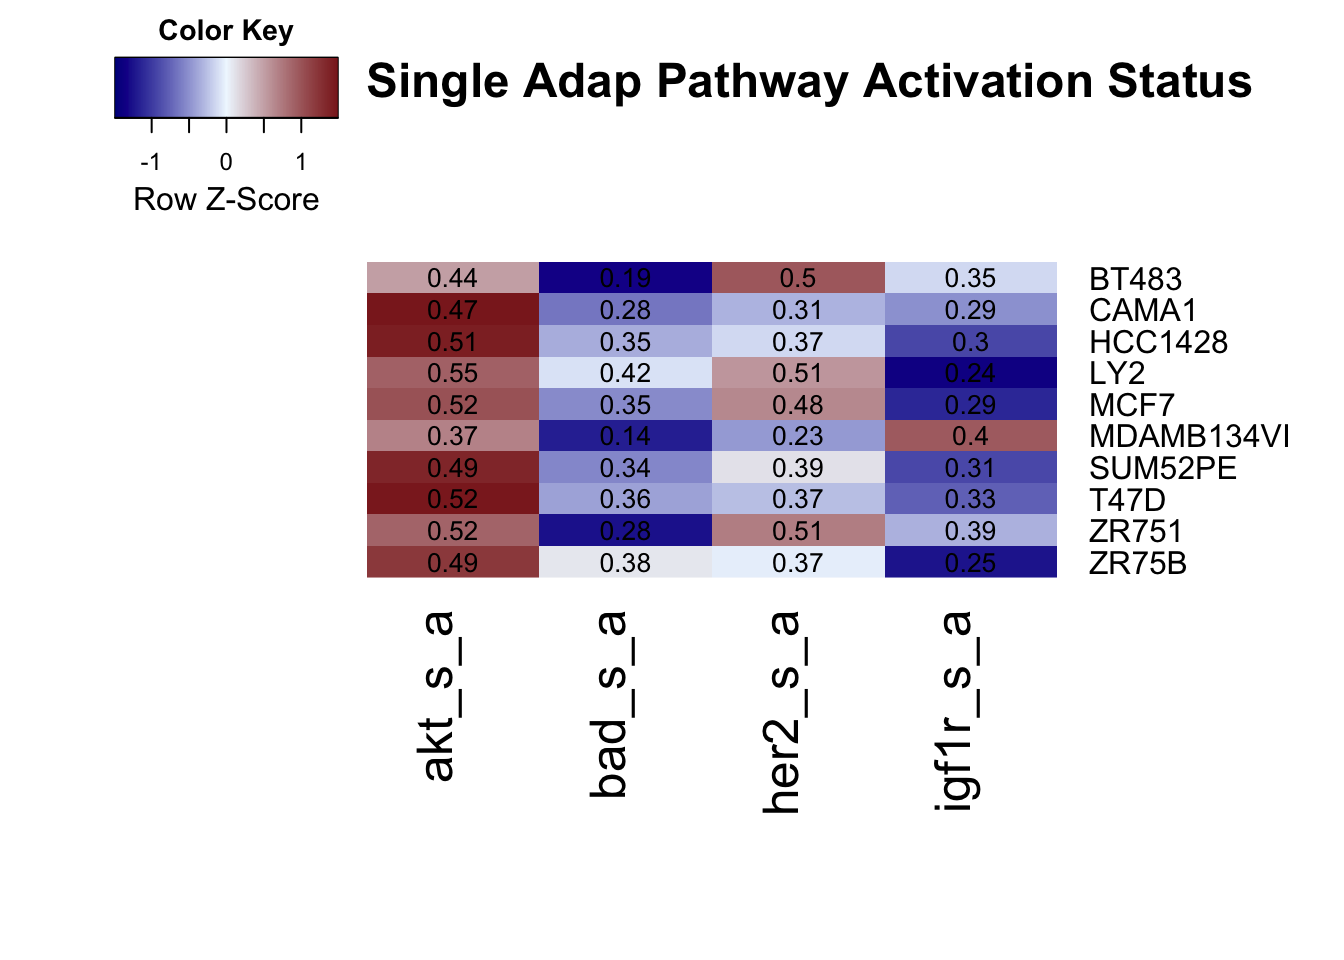 Color Key
-1 0 1
Row Z-Score
Single Adap Pathway Activation Status
0.44 0.19 0.5 0.35 BT483
0.47 0.28 0.31 0.29 CAMA1
0.51 0.35 0.37 0.3 HCC1428
0.55 0.42 0.51 0.24 LY2
0.52 0.35 0.48 0.29 MCF7
0.37 0.14 0.23 0.4 MDAMB134VI
0.49 0.34 0.39 0.31 SUM52PE
0.52 0.36 0.37 0.33 T47D
0.52 0.28 0.51 0.39 ZR751
0.49 0.38 0.37 0.25 ZR75B
akt_s_a
bad_s_a
her2_s_a
igf1r_s_a